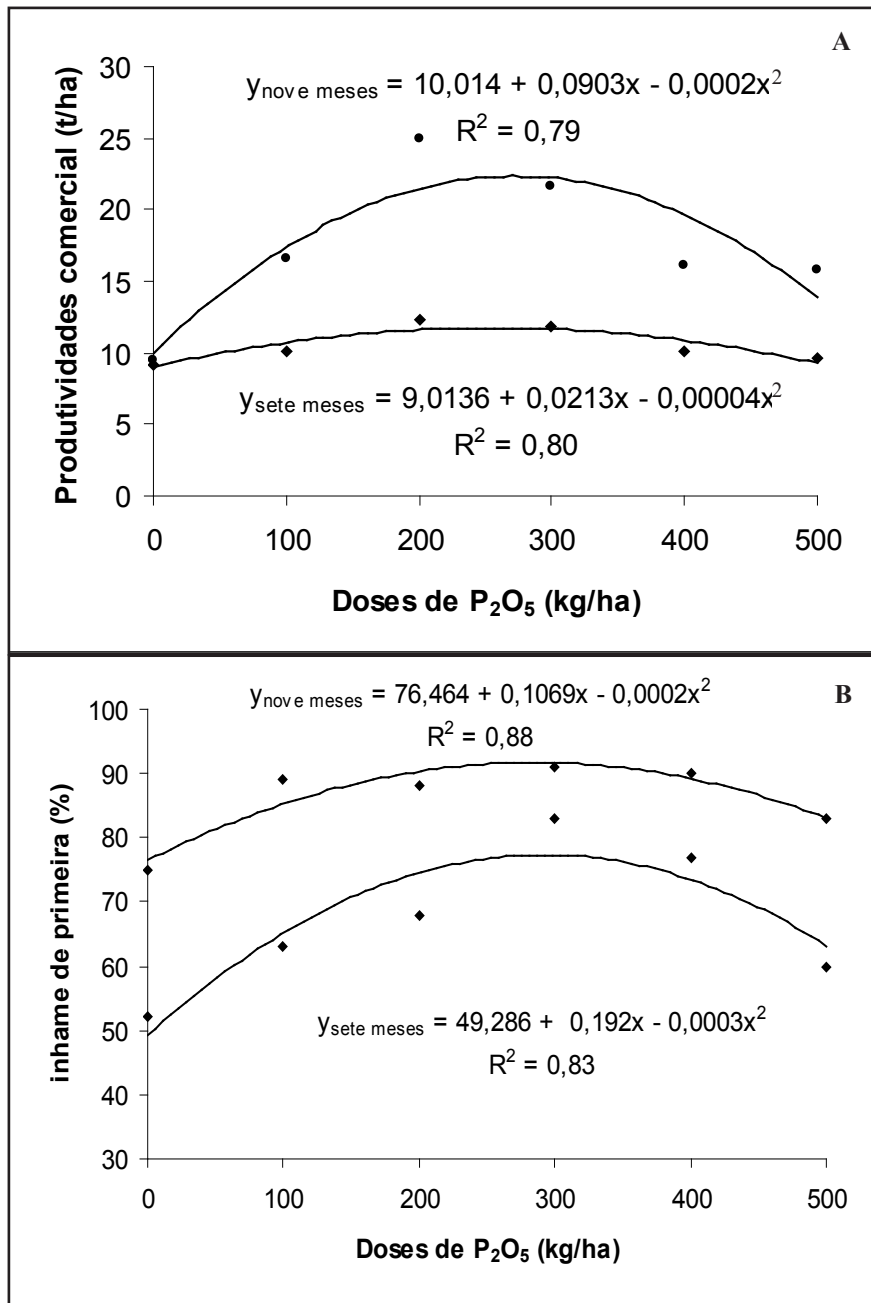 A
y nove meses = 10,014 + 0,0903x - 0,0002x²
R² = 0,79
Produtividades comercial (t/ha)
30
25
20
15
10
5
0
y sete meses = 9,0136 + 0,0213x - 0,00004x²
R² = 0,80
0 100 200 300 400 500
Doses de P₂O₅ (kg/ha)
B
y nove meses = 76,464 + 0,1069x - 0,0002x²
R² = 0,88
inhame de primeira (%)
100
90
80
70
60
50
40
30
y sete meses = 49,286 + 0,192x - 0,0003x²
R² = 0,83
0 100 200 300 400 500
Doses de P₂O₅ (kg/ha)